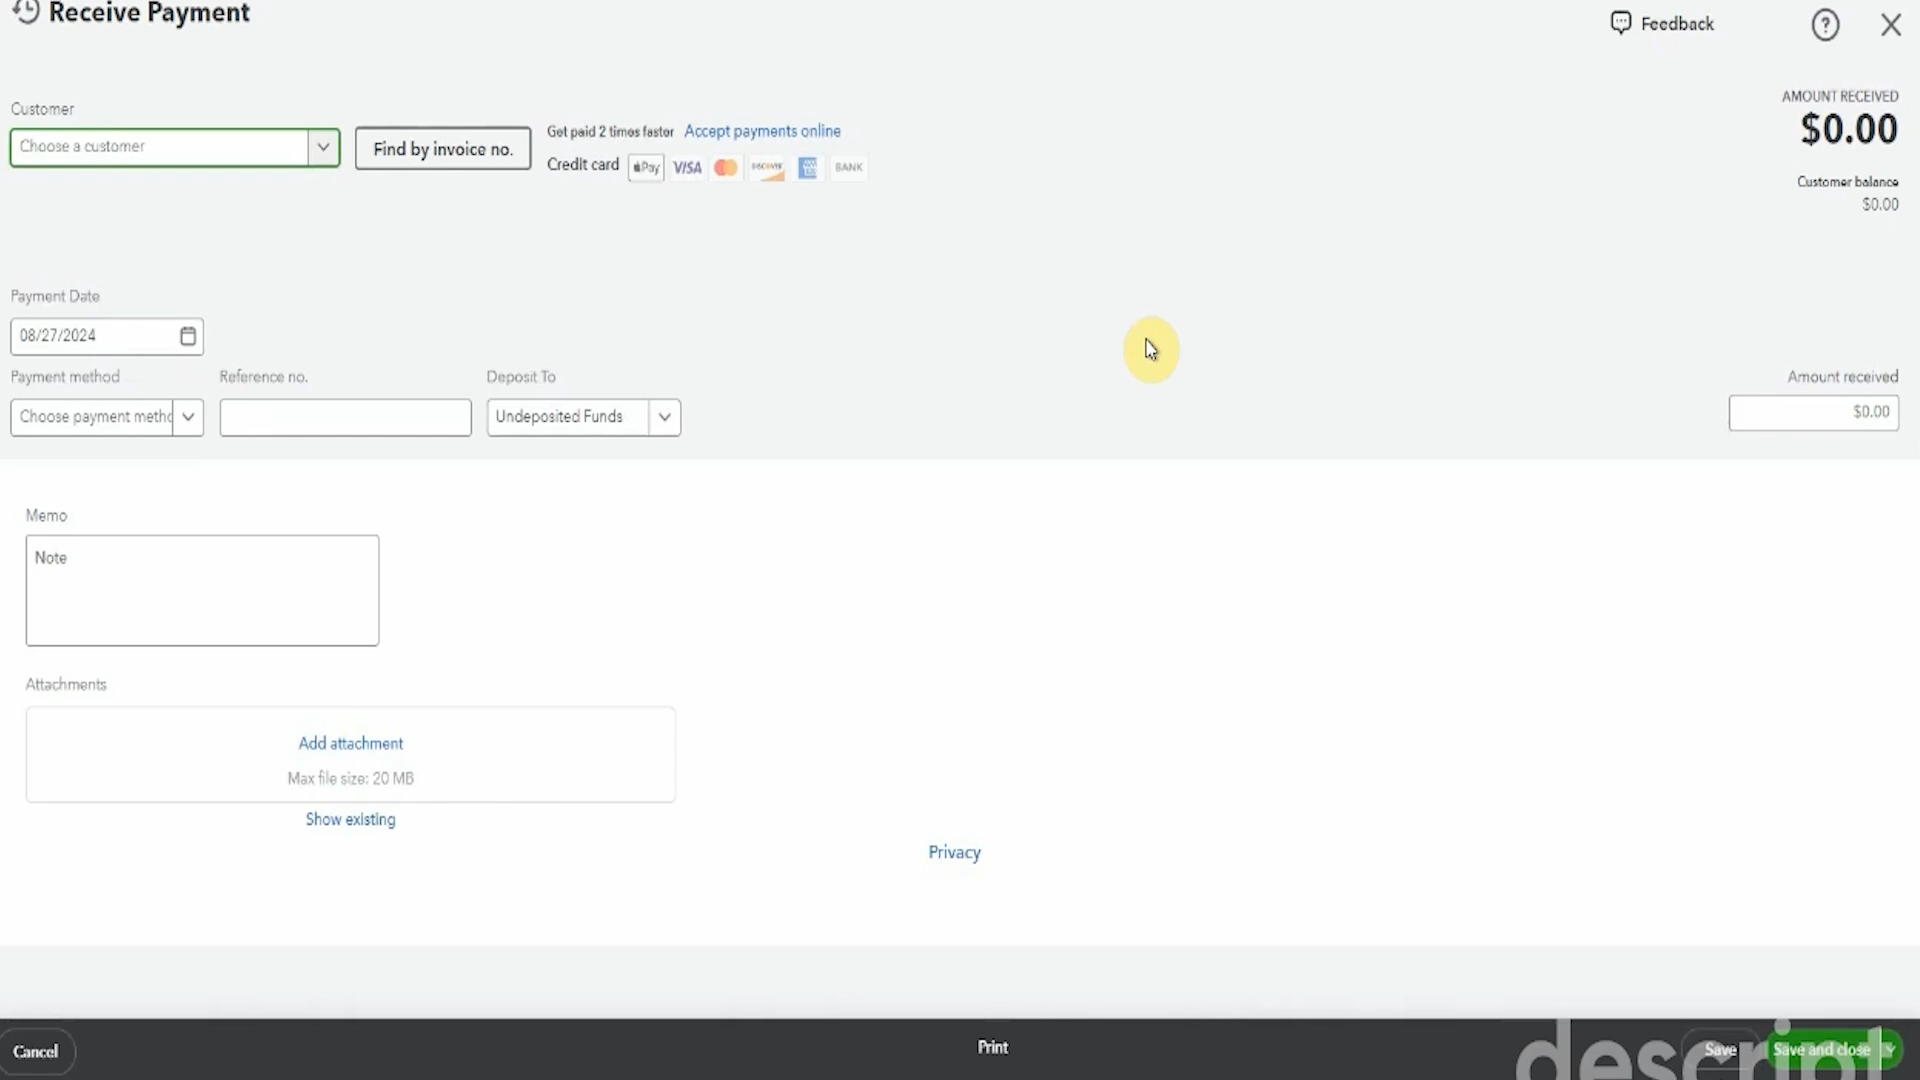 Receive Payment
Feedback
?
Customer
Choose a customer
Find by invoice no.
Get paid 2 times faster Accept payments online
Credit card Pay VISA DISCOVER BANK
AMOUNT RECEIVED
$0.00
Customer balance
$0.00
Payment Date
08/27/2024
Payment method
Choose payment metho
Reference no.
Deposit To
Undeposited Funds
Amount received
$0.00
Memo
Note
Attachments
Add attachment
Max file size: 20 MB
Show existing
Privacy
Cancel
Print
Save
Save and close
descript